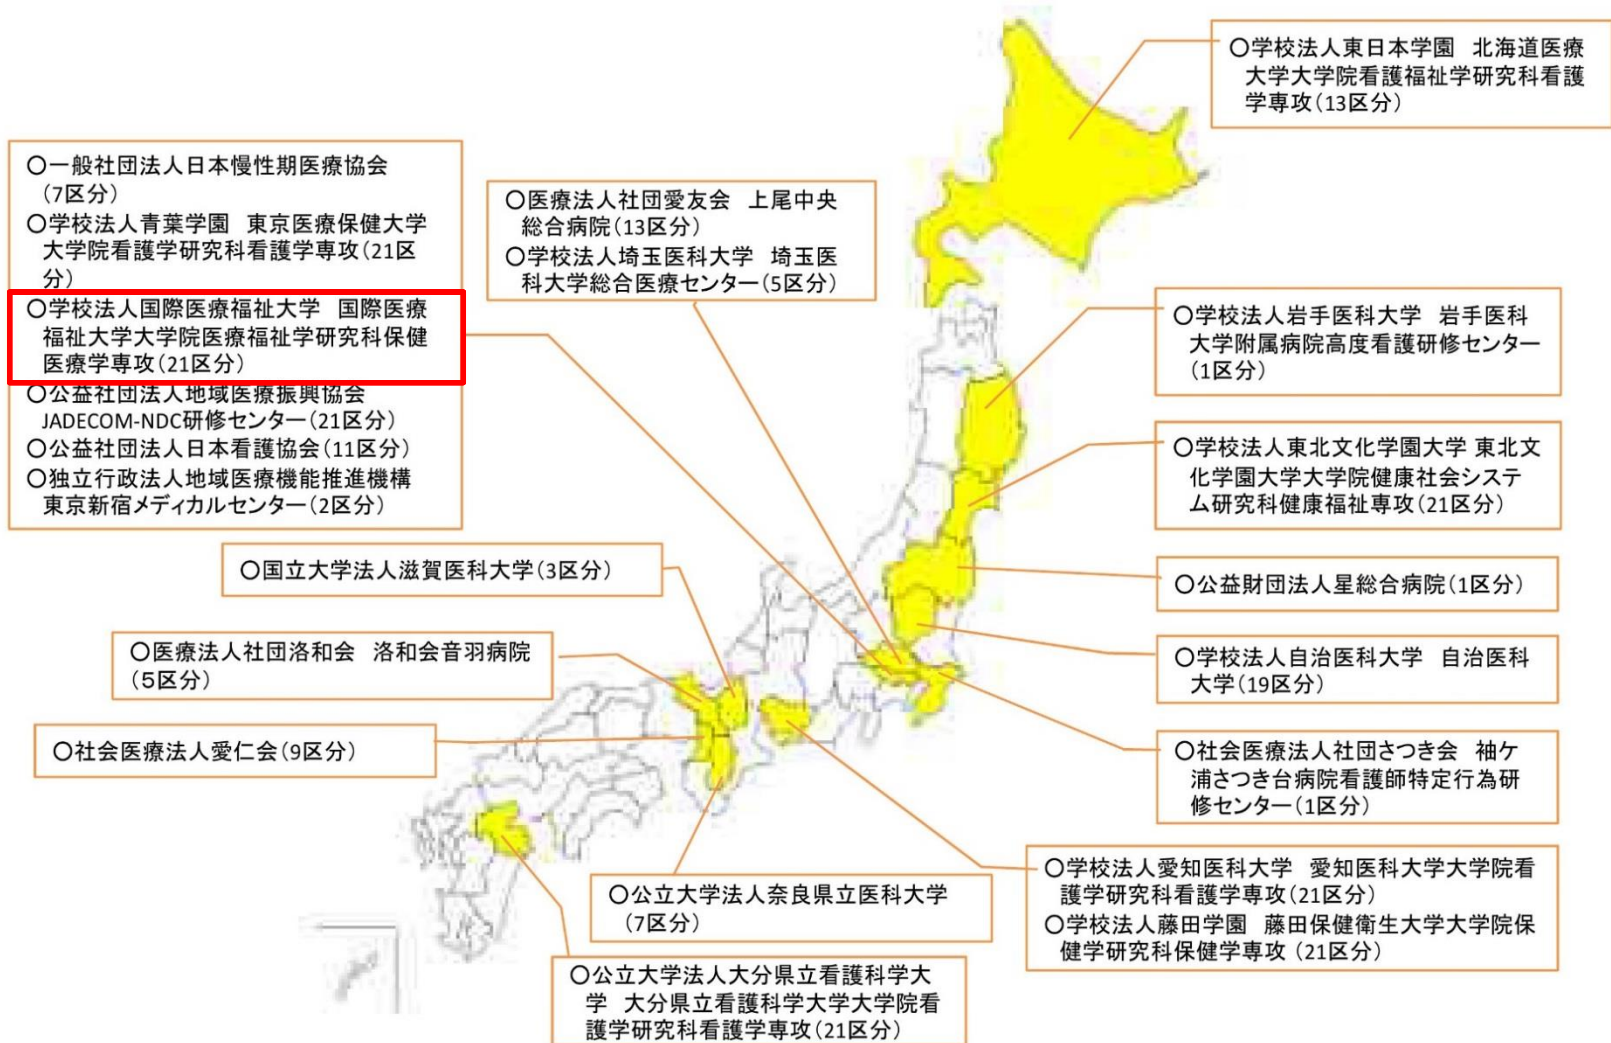 ○学校法人東日本学園　北海道医療
大学大学院看護福祉学研究科看護
学専攻(13区分)
○一般社団法人日本慢性期医療協会
(7区分)
○学校法人青葉学園　東京医療保健大学
大学院看護学研究科看護学専攻(21区
分)
○学校法人国際医療福祉大学　国際医療
福祉大学大学院医療福祉学研究科保健
医療学専攻(21区分)
○公益社団法人地域医療振興協会
JADECOM-NDC研修センター(21区分)
○公益社団法人日本看護協会(11区分)
○独立行政法人地域医療機能推進機構
東京新宿メディカルセンター(2区分)
○医療法人社団愛友会　上尾中央
総合病院(13区分)
○学校法人埼玉医科大学　埼玉医
科大学総合医療センター(5区分)
○学校法人岩手医科大学　岩手医科
大学附属病院高度看護研修センター
(1区分)
○学校法人東北文化学園大学 東北文
化学園大学大学院健康社会システ
ム研究科健康福祉専攻(21区分)
○国立大学法人滋賀医科大学(3区分)
○公益財団法人星総合病院(1区分)
○医療法人社団洛和会　洛和会音羽病院
(5区分)
○学校法人自治医科大学　自治医科
大学(19区分)
○社会医療法人愛仁会(9区分)
○社会医療法人社団さつき会　袖ケ
浦さつき台病院看護師特定行為研
修センター(1区分)
○公立大学法人奈良県立医科大学
(7区分)
○学校法人愛知医科大学　愛知医科大学大学院看
護学研究科看護学専攻(21区分)
○学校法人藤田学園　藤田保健衛生大学大学院保
健学研究科保健学専攻 (21区分)
○公立大学法人大分県立看護科学大
学　大分県立看護科学大学大学院看
護学研究科看護学専攻(21区分)